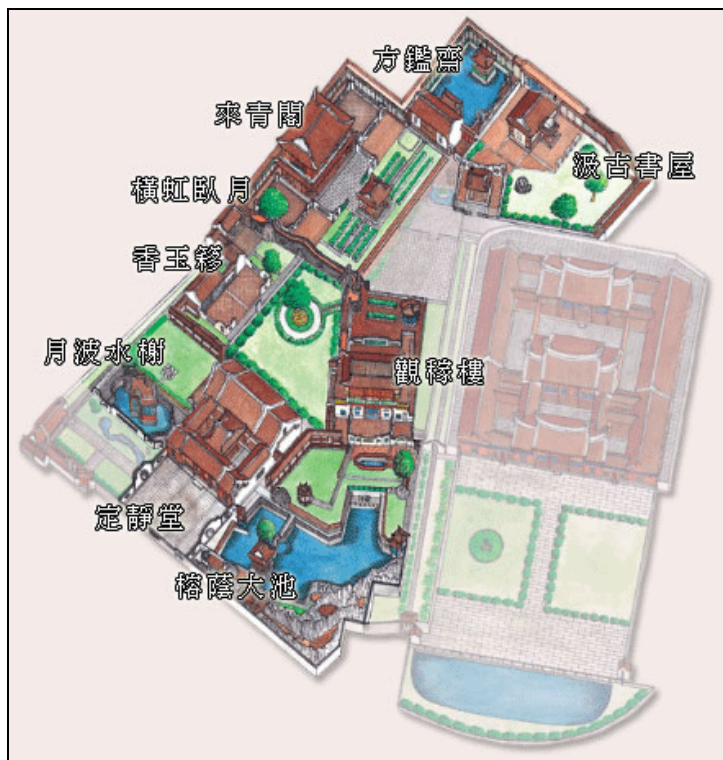 方鑑齋
來青閣
汲古書屋
橫虹臥月
香玉簃
月波水榭
觀稼樓
定靜堂
榕蔭大池